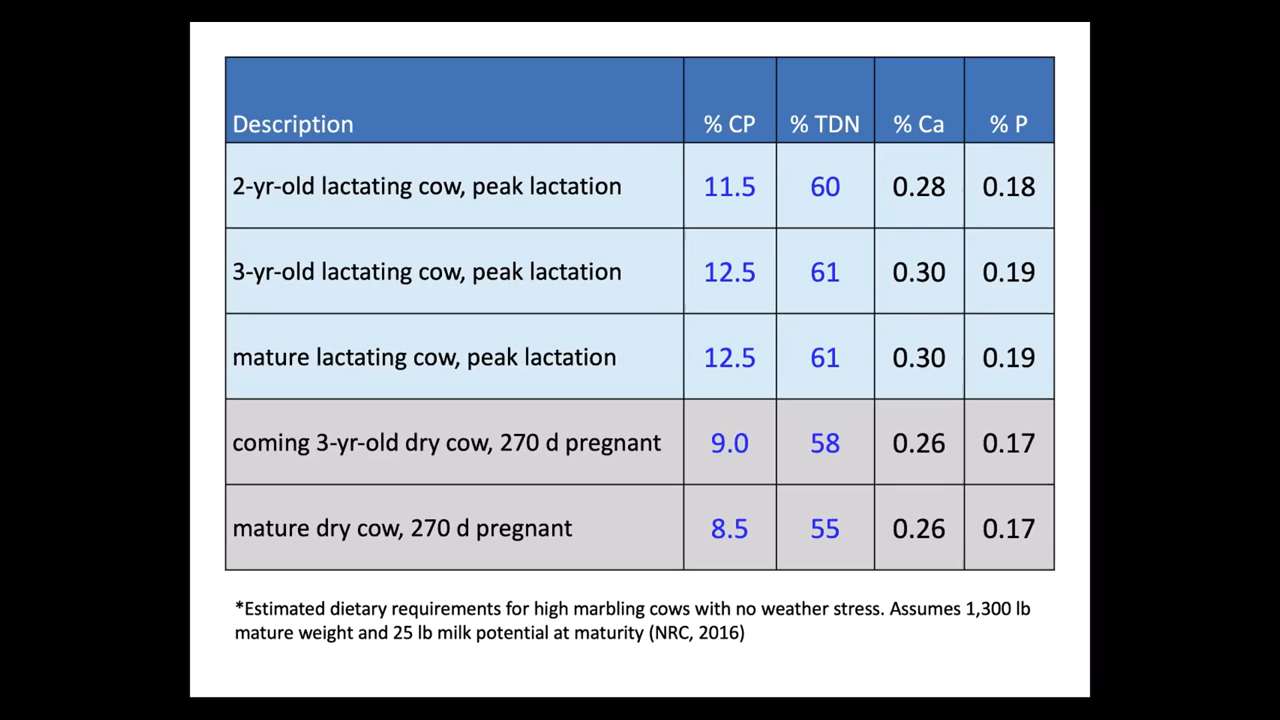 Description % CP % TDN % Ca % P
2-yr-old lactating cow, peak lactation 11.5 60 0.28 0.18
3-yr-old lactating cow, peak lactation 12.5 61 0.30 0.19
mature lactating cow, peak lactation 12.5 61 0.30 0.19
coming 3-yr-old dry cow, 270 d pregnant 9.0 58 0.26 0.17
mature dry cow, 270 d pregnant 8.5 55 0.26 0.17
*Estimated dietary requirements for high marbling cows with no weather stress. Assumes 1,300 lb
mature weight and 25 lb milk potential at maturity (NRC, 2016)